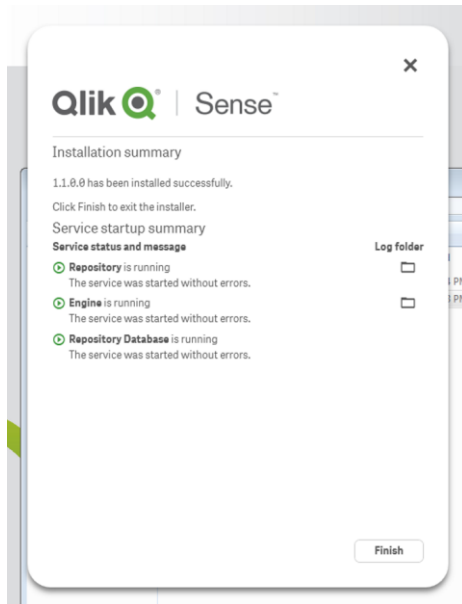 Qlik Q | Sense™
Installation summary
1.1.0.0 has been installed successfully.
Click Finish to exit the installer.
Service startup summary
Service status and message Log folder
Repository is running
The service was started without errors.
Engine is running
The service was started without errors.
Repository Database is running
The service was started without errors.
Finish